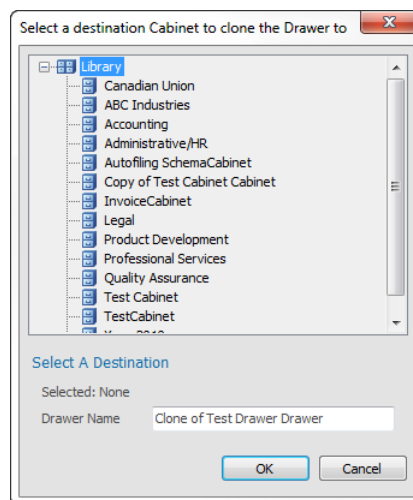 Select a destination Cabinet to clone the Drawer to
Library
Canadian Union
ABC Industries
Accounting
Administrative/HR
Autofiling SchemaCabinet
Copy of Test Cabinet Cabinet
InvoiceCabinet
Legal
Product Development
Professional Services
Quality Assurance
Test Cabinet
TestCabinet
Select A Destination
Selected: None
Drawer Name Clone of Test Drawer Drawer
OK Cancel